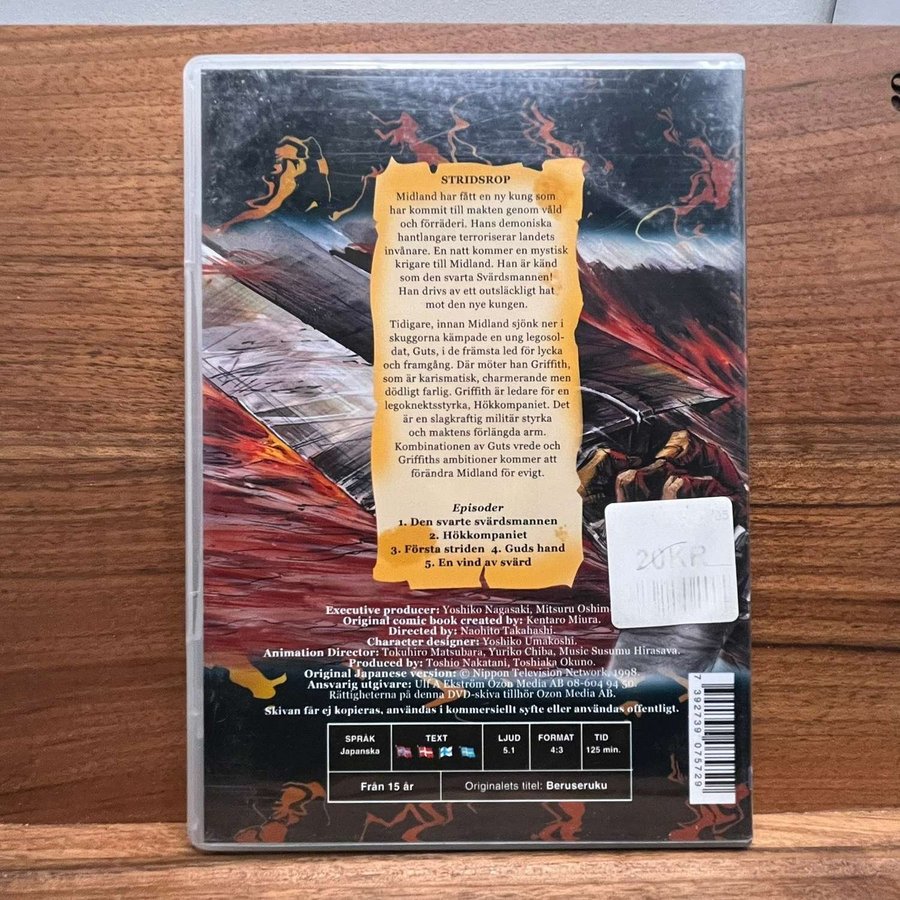 STRIDSROP
Midland har fått en ny kung som
har kommit till makten genom våld
och förräderi. Hans demoniska
hantlangare terroriserar landets
invånare. En natt kommer en mystisk
krigare till Midland. Han är känd
som den svarta Svärdsmannen!
Han drivs av ett outsläckligt hat
mot den nye kungen.
Tidigare, innan Midland sjönk ner i
skuggorna kämpade en ung legosol-
dat, Guts, i de främsta led för lycka
och framgång. Där möter han Griffith,
som är karismatisk, charmerande men
dödligt farlig. Griffith är ledare för en
legoknektsstyrka, Hökkompaniet. Det
är en slagkraftig militär styrka
och maktens förlängda arm.
Kombinationen av Guts vrede och
Griffiths ambitioner kommer att
förändra Midland för evigt.
Episoder
1. Den svarte svärdsmannen
2. Hökkompaniet
3. Första striden 4. Guds hand
5. En vind av svärd
20KR
Executive producer: Yoshiko Nagasaki, Mitsuru Oshim
Original comic book created by: Kentaro Miura.
Directed by: Naohito Takahashi.
Character designer: Yoshiko Umakoshi.
Animation Director: Tokuhiro Matsubara, Yuriko Chiba, Music Susumu Hirasava.
Produced by: Toshio Nakatani, Toshiaka Okuno.
Original Japanese version: © Nippon Television Network, 1998.
Ansvarig utgivare: Ulf A Ekström Ozon Media AB 08-604 94 50.
Rättigheterna på denna DVD-skiva tillhör Ozon Media AB.
Skivan får ej kopieras, användas i kommersiellt syfte eller användas offentligt.
SPRÅK TEXT LJUD FORMAT TID
Japanska 5.1 4:3 125 min.
Från 15 år Originalets titel: Beruseruku
7 392739 075729